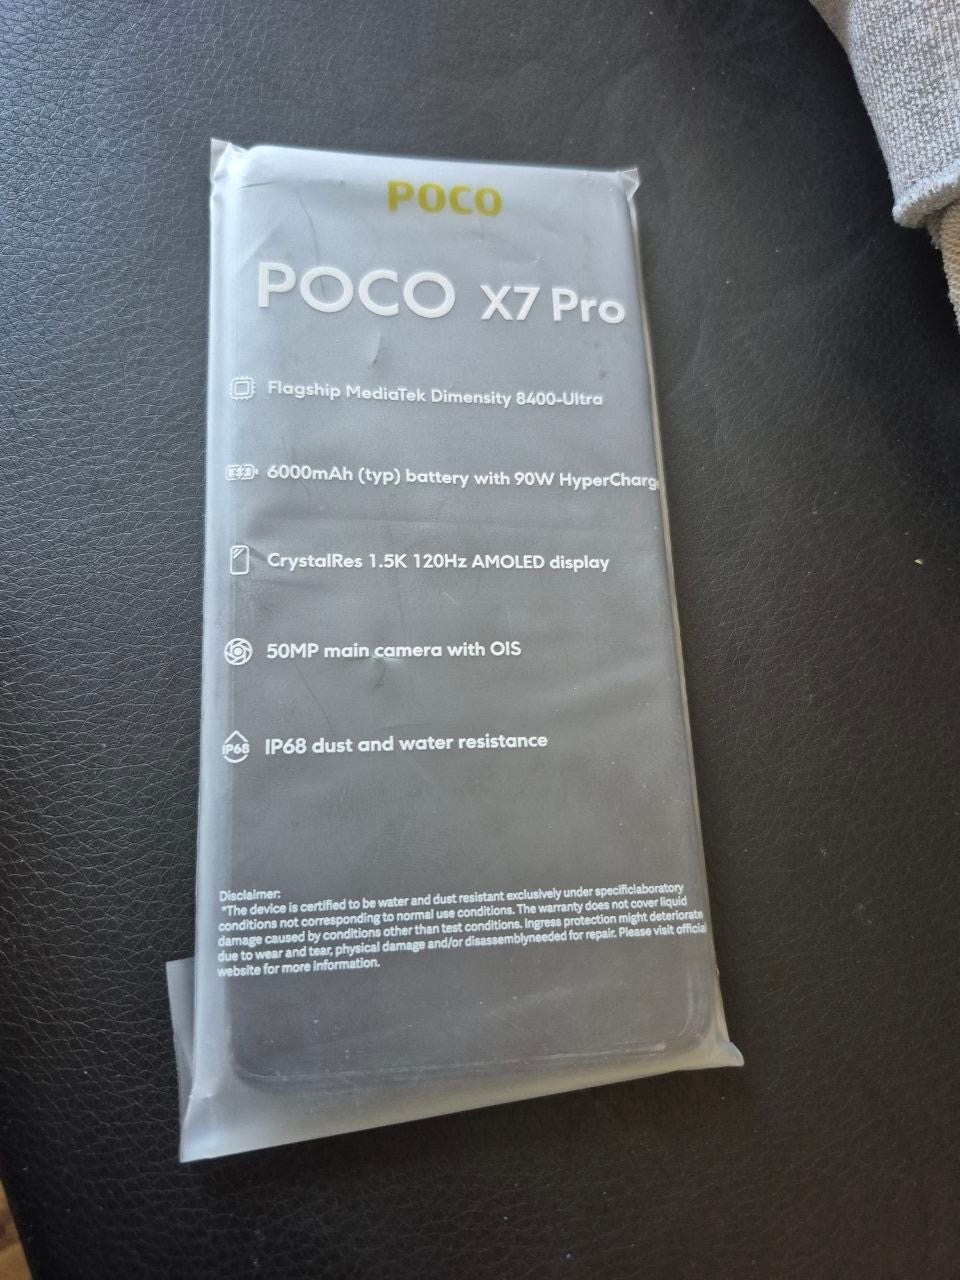 POCO
POCO X7 Pro
Flagship MediaTek Dimensity 8400-Ultra
6000mAh (typ) battery with 90W HyperCharge
CrystalRes 1.5K 120Hz AMOLED display
50MP main camera with OIS
IP68 IP68 dust and water resistance
Disclaimer:
*The device is certified to be water and dust resistant exclusively under specificlaboratory
conditions not corresponding to normal use conditions. The warranty does not cover liquid
damage caused by conditions other than test conditions. Ingress protection might deteriorate
due to wear and tear, physical damage and/or disassemblyneeded for repair. Please visit official
website for more information.